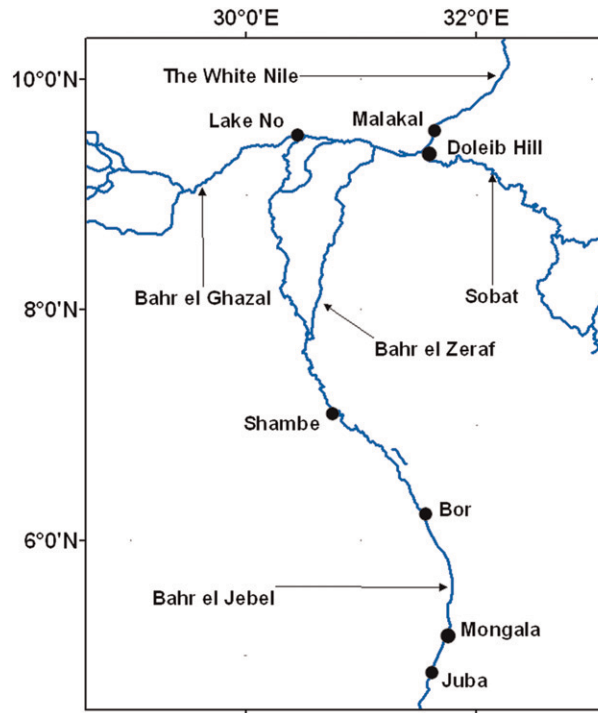 30°0'E
32°0'E
10°0'N
The White Nile
Lake No
Malakal
Doleib Hill
Bahr el Ghazal
8°0'N
Sobat
Bahr el Zeraf
Shambe
Bor
6°0'N
Bahr el Jebel
Mongala
Juba